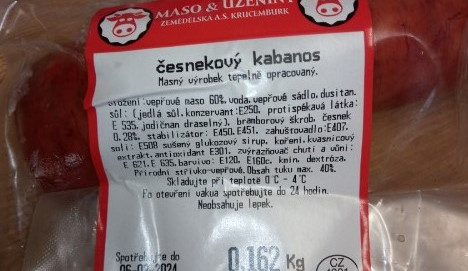 MASO & UZENINY
ZEMĚDĚLSKÁ A.S. KRUCEMBURK
česnekový kabanos
Masný výrobek tepelně opracovaný.
Složení:vepřové maso 60%,voda,vepřové sádlo,dusitan.
sůl: (jedlá sůl,konzervant:E250, protispékavá látka:
E 535,jodičnan draselný), bramborový škrob, česnek
0,28%, stabilizátor: E450,E451, zahušťovadlo:E407,
sůl: E508 sušený glukozový sirup, koření,kvasnicový
extrakt,antioxidant E301, zvýrazňovač chuti a vůně:
E 621,E 635,barvivo: E120, E160c, kmín, dextróza.
Přírodní střívko-vepřové.Obsah tuku max. 40%.
Skladujte při teplotě 0°C - 4°C
Po otevření vakua spotřebujte do 24 hodin.
Neobsahuje lepek.
Spotřebujte do
0,162 Kg
06-02-2024
CZ